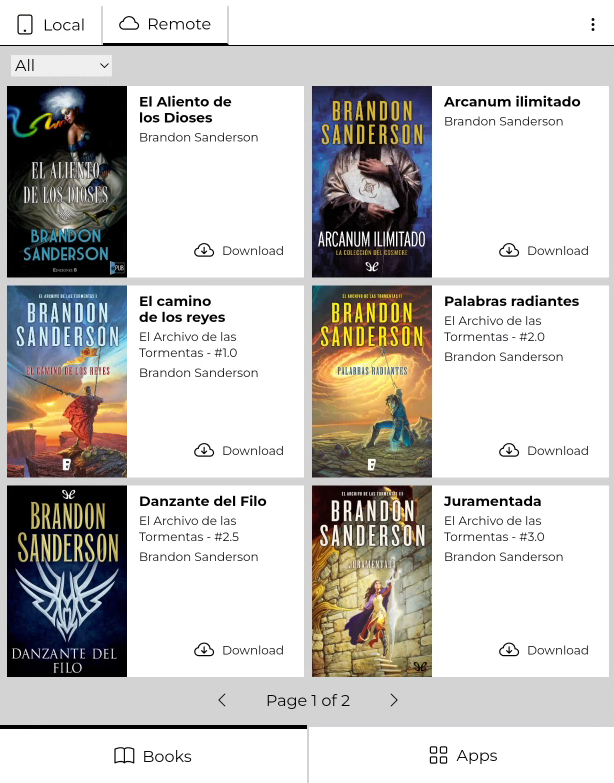 Local
Remote
All
EL ALIENTO
DE LOS DIOSES
BRANDON
SANDERSON
EDICIONES B
EPUB
El Aliento de
los Dioses
Brandon Sanderson
Download
BRANDON
SANDERSON
ARCANUM ILIMITADO
LA COLECCIÓN DEL COSMERE
Arcanum ilimitado
Brandon Sanderson
Download
EL ARCHIVO DE LAS TORMENTAS I
BRANDON
SANDERSON
EL CAMINO DE LOS REYES
El camino
de los reyes
El Archivo de las
Tormentas - #1.0
Brandon Sanderson
Download
EL ARCHIVO DE LAS TORMENTAS II
BRANDON
SANDERSON
PALABRAS RADIANTES
Palabras radiantes
El Archivo de las
Tormentas - #2.0
Brandon Sanderson
Download
BRANDON
SANDERSON
DANZANTE DEL
FILO
Danzante del Filo
El Archivo de las
Tormentas - #2.5
Brandon Sanderson
Download
EL ARCHIVO DE LAS TORMENTAS III
BRANDON
SANDERSON
JURAMENTADA
Juramentada
El Archivo de las
Tormentas - #3.0
Brandon Sanderson
Download
Page 1 of 2
Books
Apps